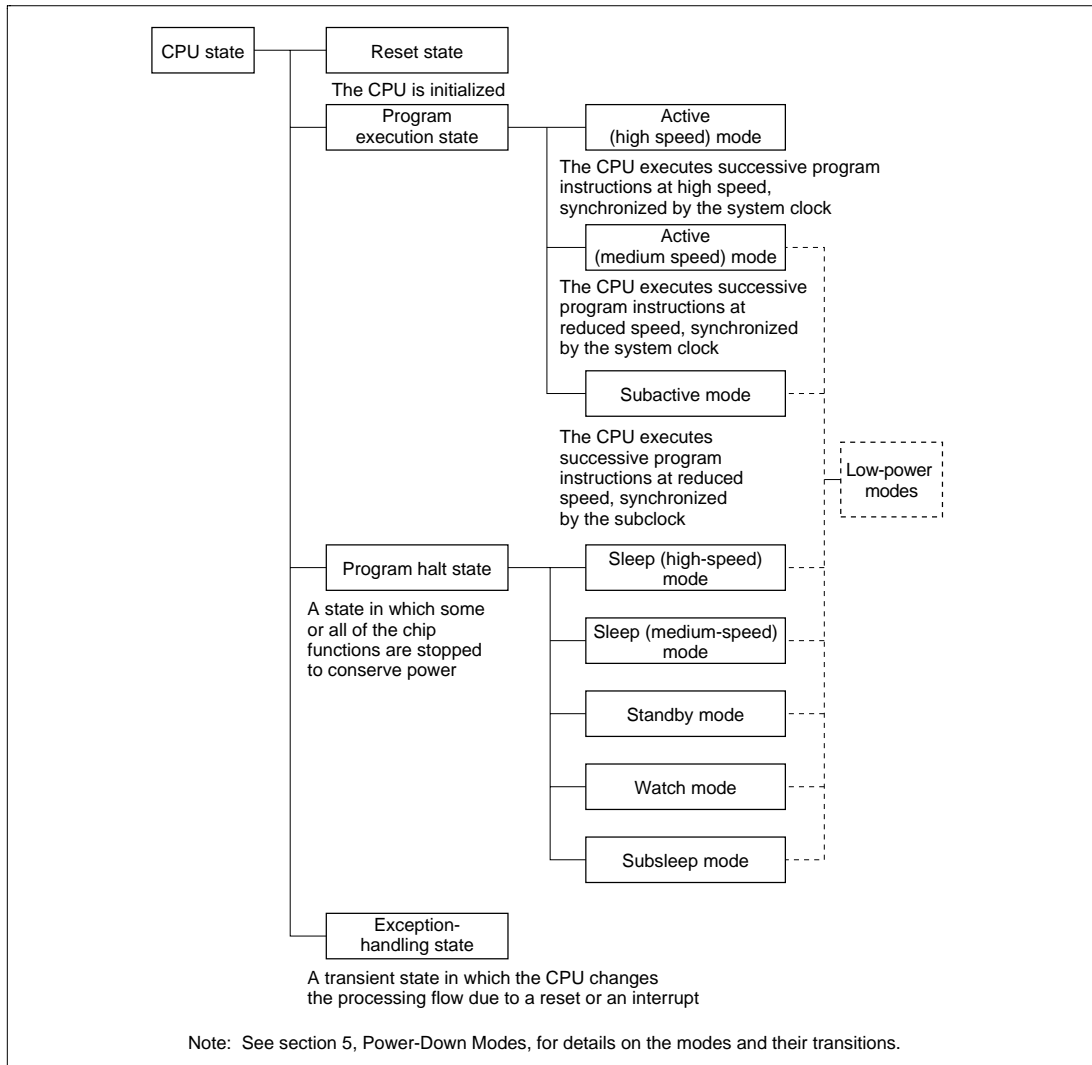 CPU state
Reset state
The CPU is initialized
Program
execution state
Active
(high speed) mode
The CPU executes successive program
instructions at high speed,
synchronized by the system clock
Active
(medium speed) mode
The CPU executes successive
program instructions at
reduced speed, synchronized
by the system clock
Subactive mode
The CPU executes
successive program
instructions at reduced
speed, synchronized
by the subclock
Low-power
modes
Program halt state
A state in which some
or all of the chip
functions are stopped
to conserve power
Sleep (high-speed)
mode
Sleep (medium-speed)
mode
Standby mode
Watch mode
Subsleep mode
Exception-
handling state
A transient state in which the CPU changes
the processing flow due to a reset or an interrupt
Note: See section 5, Power-Down Modes, for details on the modes and their transitions.